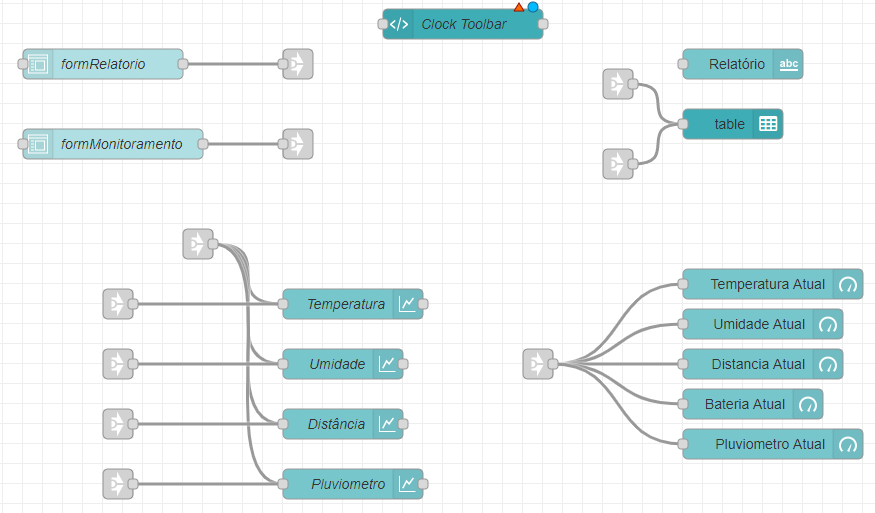 Clock Toolbar
formRelatorio
Relatório
abc
table
formMonitoramento
Temperatura Atual
Temperatura
Umidade Atual
Umidade
Distancia Atual
Bateria Atual
Distância
Pluviometro Atual
Pluviometro